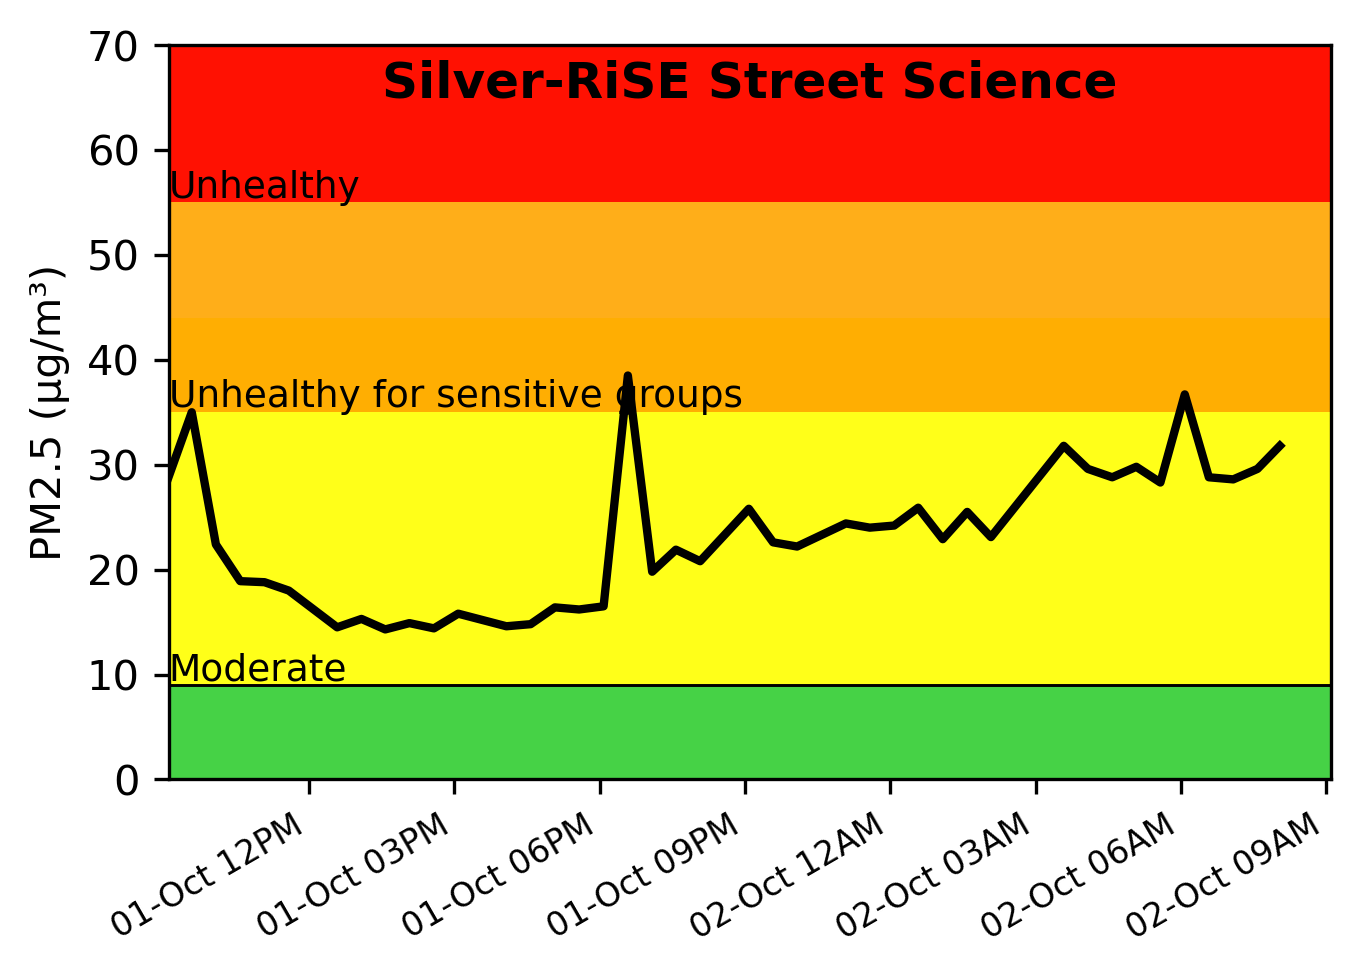 Silver-RiSE Street Science
PM2.5 (µg/m³)
70
60
50
40
30
20
10
0
Unhealthy
Unhealthy for sensitive groups
Moderate
01-Oct 12PM
01-Oct 03PM
01-Oct 06PM
01-Oct 09PM
02-Oct 12AM
02-Oct 03AM
02-Oct 06AM
02-Oct 09AM